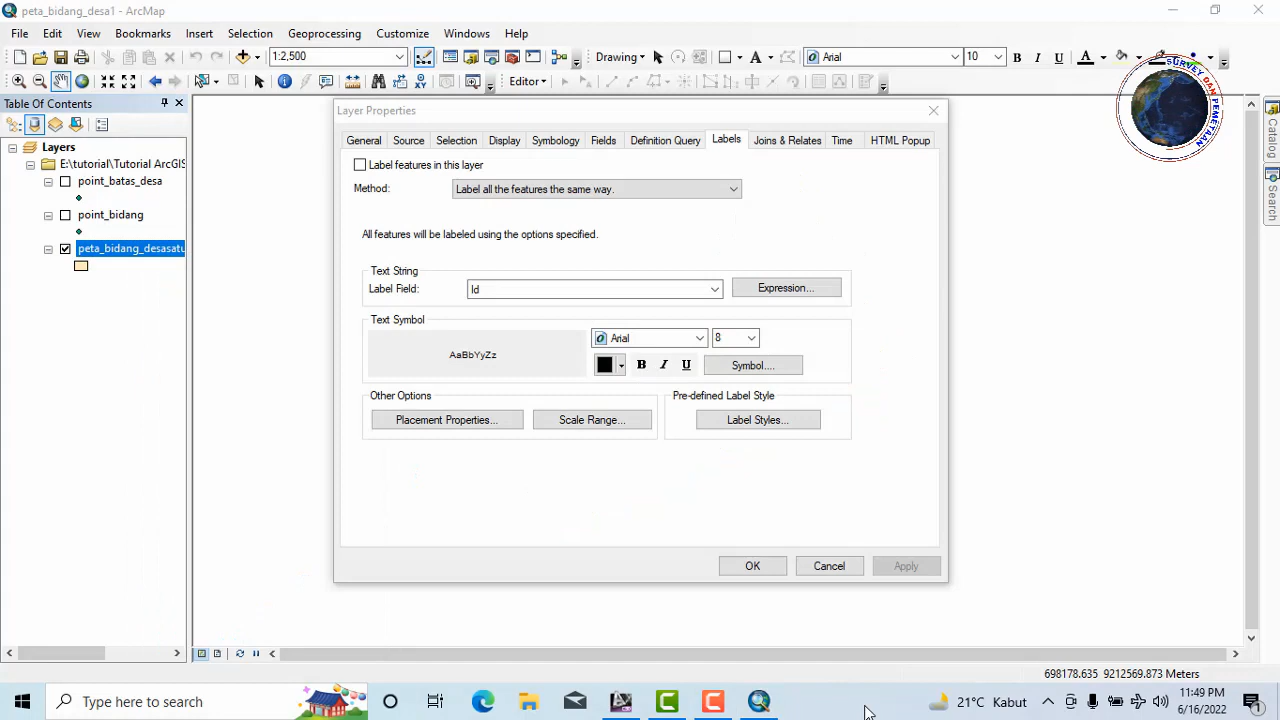 peta_bidang_desa1 - ArcMap
File Edit View Bookmarks Insert Selection Geoprocessing Customize Windows Help
1:2,500 Drawing A Arial 10 B I U A
Editor
SURVEY DAN PEMETAAN
Table Of Contents
Layers
E:\tutorial\Tutorial ArcGIS
point_batas_desa
point_bidang
peta_bidang_desasatu
Layer Properties
General Source Selection Display Symbology Fields Definition Query Labels Joins & Relates Time HTML Popup
Label features in this layer
Method: Label all the features the same way.
All features will be labeled using the options specified.
Text String
Label Field: Id Expression...
Text Symbol
AaBbYyZz Arial 8
B I U Symbol....
Other Options Pre-defined Label Style
Placement Properties... Scale Range... Label Styles...
OK Cancel Apply
Catalog
Search
698178.635 9212569.873 Meters
Type here to search
21°C Kabut
11:49 PM
6/16/2022
1